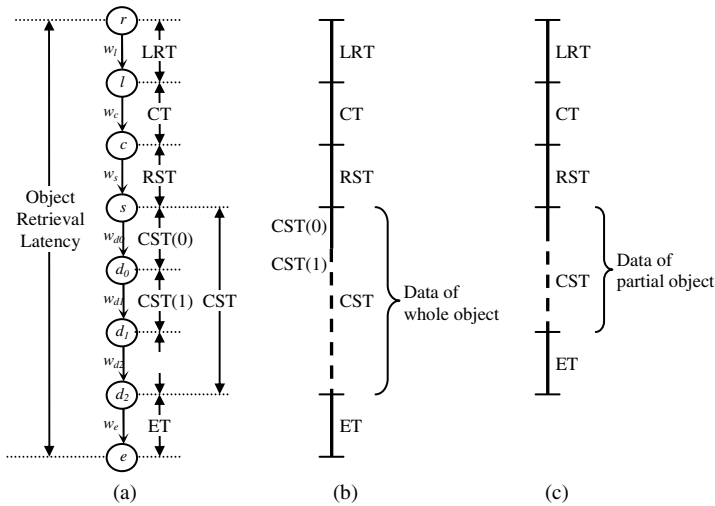 r
w_l
LRT
l
w_c
CT
c
w_s
RST
s
w_d0
CST(0)
d_0
w_d1
CST(1)
CST
d_1
w_d2
d_2
w_e
ET
e
Object
Retrieval
Latency
(a)
LRT
CT
RST
CST(0)
CST(1)
CST
Data of
whole object
ET
(b)
LRT
CT
RST
CST
Data of
partial object
ET
(c)